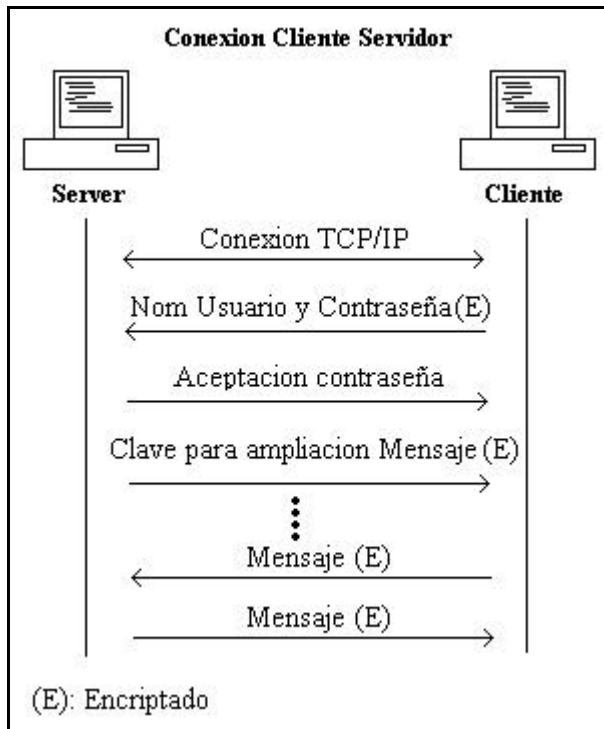 Conexion Cliente Servidor
Server
Cliente
Conexion TCP/IP
Nom Usuario y Contraseña(E)
Aceptacion contraseña
Clave para ampliacion Mensaje (E)
Mensaje (E)
Mensaje (E)
(E): Encriptado